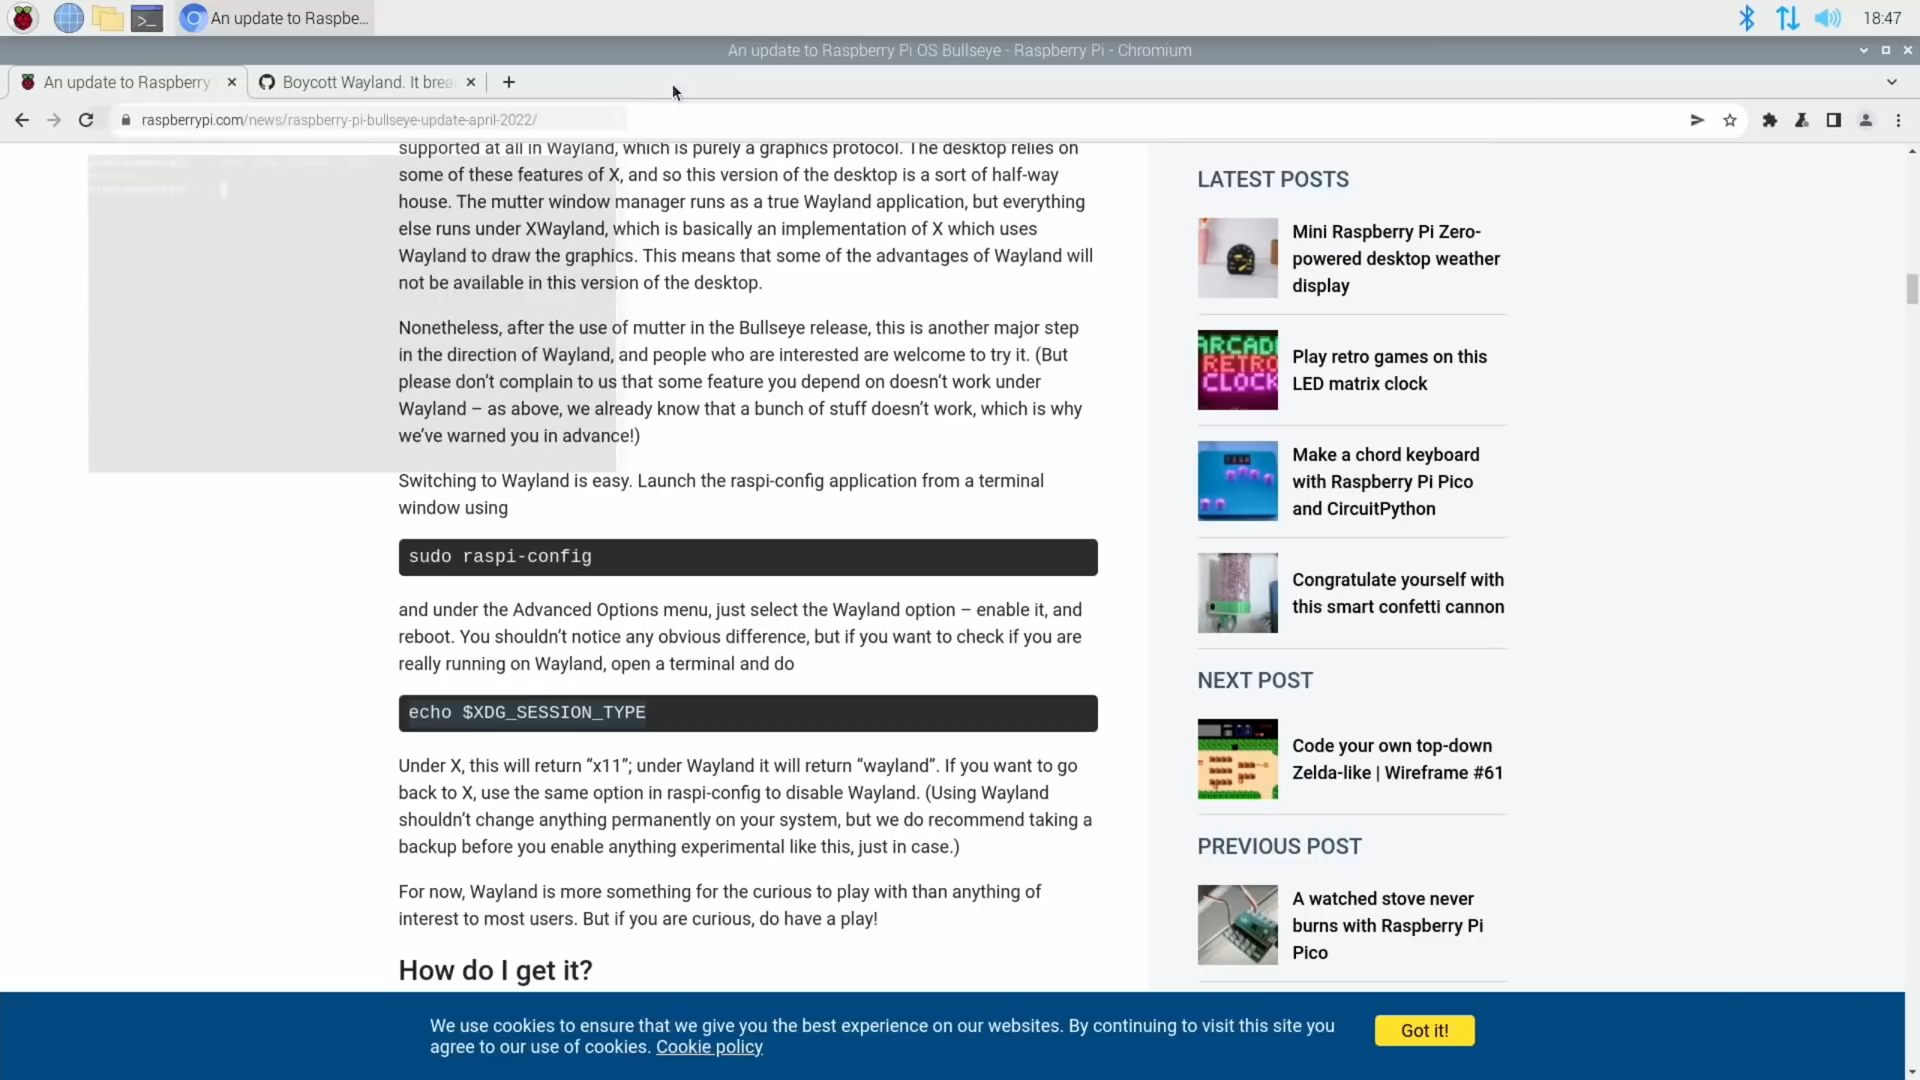 An update to Raspbe...
18:47
An update to Raspberry Pi OS Bullseye - Raspberry Pi - Chromium
An update to Raspberry
Boycott Wayland. It brea
raspberrypi.com/news/raspberry-pi-bullseye-update-april-2022/
supported at all in Wayland, which is purely a graphics protocol. The desktop relies on
some of these features of X, and so this version of the desktop is a sort of half-way
house. The mutter window manager runs as a true Wayland application, but everything
else runs under XWayland, which is basically an implementation of X which uses
Wayland to draw the graphics. This means that some of the advantages of Wayland will
not be available in this version of the desktop.
Nonetheless, after the use of mutter in the Bullseye release, this is another major step
in the direction of Wayland, and people who are interested are welcome to try it. (But
please don’t complain to us that some feature you depend on doesn’t work under
Wayland – as above, we already know that a bunch of stuff doesn’t work, which is why
we’ve warned you in advance!)
Switching to Wayland is easy. Launch the raspi-config application from a terminal
window using
sudo raspi-config
and under the Advanced Options menu, just select the Wayland option – enable it, and
reboot. You shouldn’t notice any obvious difference, but if you want to check if you are
really running on Wayland, open a terminal and do
echo $XDG_SESSION_TYPE
Under X, this will return “x11”; under Wayland it will return “wayland”. If you want to go
back to X, use the same option in raspi-config to disable Wayland. (Using Wayland
shouldn’t change anything permanently on your system, but we do recommend taking a
backup before you enable anything experimental like this, just in case.)
For now, Wayland is more something for the curious to play with than anything of
interest to most users. But if you are curious, do have a play!
How do I get it?
LATEST POSTS
Mini Raspberry Pi Zero-
powered desktop weather
display
ARCADE
RETRO
CLOCK
Play retro games on this
LED matrix clock
Make a chord keyboard
with Raspberry Pi Pico
and CircuitPython
Congratulate yourself with
this smart confetti cannon
NEXT POST
Code your own top-down
Zelda-like | Wireframe #61
PREVIOUS POST
A watched stove never
burns with Raspberry Pi
Pico
We use cookies to ensure that we give you the best experience on our websites. By continuing to visit this site you
agree to our use of cookies. Cookie policy
Got it!